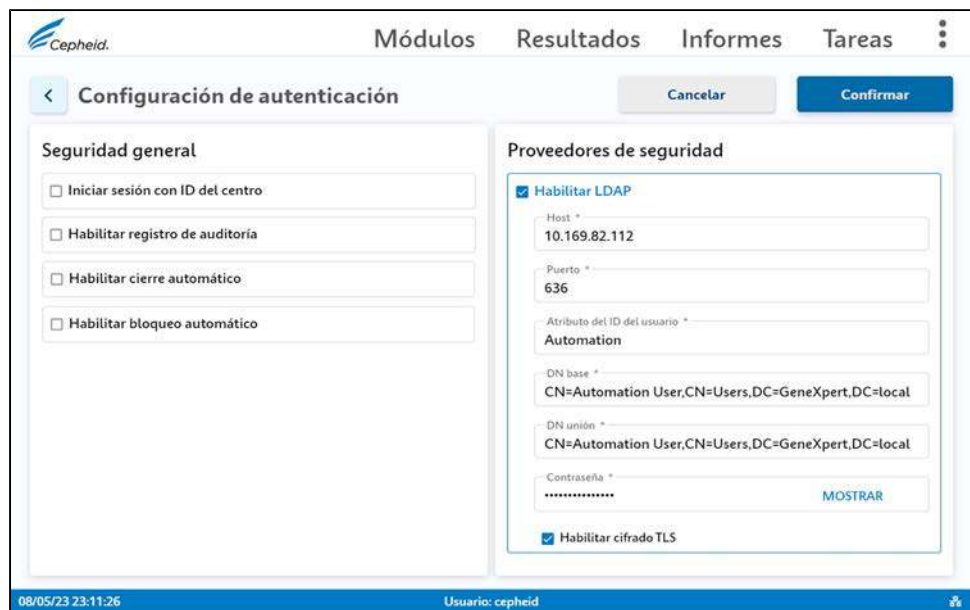 Cepheid.
Módulos Resultados Informes Tareas
Configuración de autenticación
Cancelar
Confirmar
Seguridad general
Iniciar sesión con ID del centro
Habilitar registro de auditoría
Habilitar cierre automático
Habilitar bloqueo automático
Proveedores de seguridad
Habilitar LDAP
Host *
10.169.82.112
Puerto *
636
Atributo del ID del usuario *
Automation
DN base *
CN=Automation User,CN=Users,DC=GeneXpert,DC=local
DN unión *
CN=Automation User,CN=Users,DC=GeneXpert,DC=local
Contraseña *
•••••••••••••••
MOSTRAR
Habilitar cifrado TLS
08/05/23 23:11:26
Usuario: cepheid